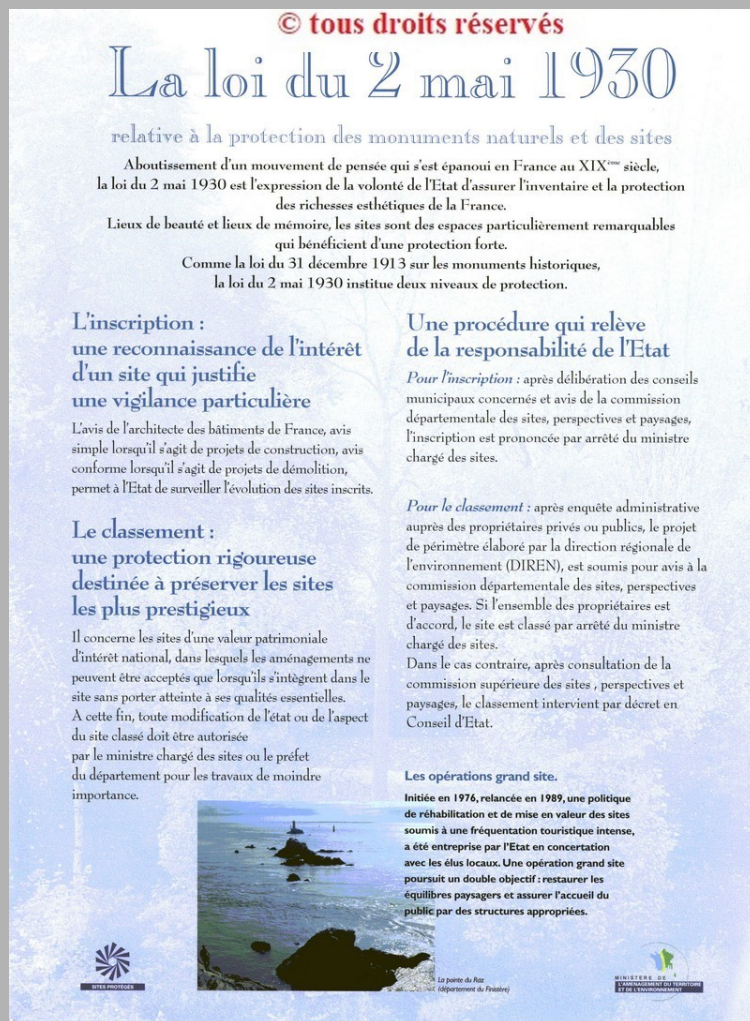 © tous droits réservés
La loi du 2 mai 1930
relative à la protection des monuments naturels et des sites
Aboutissement d'un mouvement de pensée qui s'est épanoui en France au XIXème siècle,
la loi du 2 mai 1930 est l'expression de la volonté de l'Etat d'assurer l'inventaire et la protection
des richesses esthétiques de la France.
Lieux de beauté et lieux de mémoire, les sites sont des espaces particulièrement remarquables
qui bénéficient d'une protection forte.
Comme la loi du 31 décembre 1913 sur les monuments historiques,
la loi du 2 mai 1930 institue deux niveaux de protection.
L'inscription :
une reconnaissance de l'intérêt
d'un site qui justifie
une vigilance particulière
L'avis de l'architecte des bâtiments de France, avis
simple lorsqu'il s'agit de projets de construction, avis
conforme lorsqu'il s'agit de projets de démolition,
permet à l'Etat de surveiller l'évolution des sites inscrits.
Le classement :
une protection rigoureuse
destinée à préserver les sites
les plus prestigieux
Il concerne les sites d'une valeur patrimoniale
d'intérêt national, dans lesquels les aménagements ne
peuvent être acceptés que lorsqu'ils s'intègrent dans le
site sans porter atteinte à ses qualités essentielles.
A cette fin, toute modification de l'état ou de l'aspect
du site classé doit être autorisée
par le ministre chargé des sites ou le préfet
du département pour les travaux de moindre
importance.
Une procédure qui relève
de la responsabilité de l'Etat
Pour l'inscription : après délibération des conseils
municipaux concernés et avis de la commission
départementale des sites, perspectives et paysages,
l'inscription est prononcée par arrêté du ministre
chargé des sites.
Pour le classement : après enquête administrative
auprès des propriétaires privés ou publics, le projet
de périmètre élaboré par la direction régionale de
l'environnement (DIREN), est soumis pour avis à la
commission départementale des sites, perspectives
et paysages. Si l'ensemble des propriétaires est
d'accord, le site est classé par arrêté du ministre
chargé des sites.
Dans le cas contraire, après consultation de la
commission supérieure des sites , perspectives et
paysages, le classement intervient par décret en
Conseil d'Etat.
Les opérations grand site.
Initiée en 1976, relancée en 1989, une politique
de réhabilitation et de mise en valeur des sites
soumis à une fréquentation touristique intense,
a été entreprise par l'Etat en concertation
avec les élus locaux. Une opération grand site
poursuit un double objectif : restaurer les
équilibres paysagers et assurer l'accueil du
public par des structures appropriées.
La pointe du Raz
(département du Finistère)
SITES PROTÉGÉS
MINISTERE DE
L'AMENAGEMENT DU TERRITOIRE
ET DE L'ENVIRONNEMENT